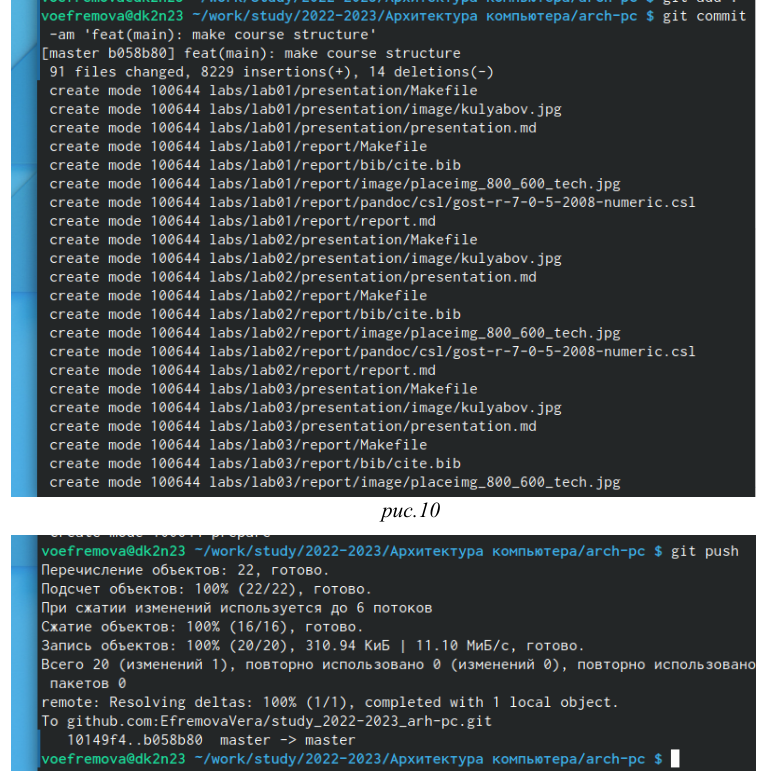 voefremova@dk2n23 ~/work/study/2022-2023/Архитектура компьютера/arch-pc $ git add .
voefremova@dk2n23 ~/work/study/2022-2023/Архитектура компьютера/arch-pc $ git commit
-am 'feat(main): make course structure'
[master b058b80] feat(main): make course structure
91 files changed, 8229 insertions(+), 14 deletions(-)
create mode 100644 labs/lab01/presentation/Makefile
create mode 100644 labs/lab01/presentation/image/kulyabov.jpg
create mode 100644 labs/lab01/presentation/presentation.md
create mode 100644 labs/lab01/report/Makefile
create mode 100644 labs/lab01/report/bib/cite.bib
create mode 100644 labs/lab01/report/image/placeimg_800_600_tech.jpg
create mode 100644 labs/lab01/report/pandoc/csl/gost-r-7-0-5-2008-numeric.csl
create mode 100644 labs/lab01/report/report.md
create mode 100644 labs/lab02/presentation/Makefile
create mode 100644 labs/lab02/presentation/image/kulyabov.jpg
create mode 100644 labs/lab02/presentation/presentation.md
create mode 100644 labs/lab02/report/Makefile
create mode 100644 labs/lab02/report/bib/cite.bib
create mode 100644 labs/lab02/report/image/placeimg_800_600_tech.jpg
create mode 100644 labs/lab02/report/pandoc/csl/gost-r-7-0-5-2008-numeric.csl
create mode 100644 labs/lab02/report/report.md
create mode 100644 labs/lab03/presentation/Makefile
create mode 100644 labs/lab03/presentation/image/kulyabov.jpg
create mode 100644 labs/lab03/presentation/presentation.md
create mode 100644 labs/lab03/report/Makefile
create mode 100644 labs/lab03/report/bib/cite.bib
create mode 100644 labs/lab03/report/image/placeimg_800_600_tech.jpg
рис.10
create mode 100644 prepare
voefremova@dk2n23 ~/work/study/2022-2023/Архитектура компьютера/arch-pc $ git push
Перечисление объектов: 22, готово.
Подсчет объектов: 100% (22/22), готово.
При сжатии изменений используется до 6 потоков
Сжатие объектов: 100% (16/16), готово.
Запись объектов: 100% (20/20), 310.94 КиБ | 11.10 МиБ/с, готово.
Всего 20 (изменений 1), повторно использовано 0 (изменений 0), повторно использовано
пакетов 0
remote: Resolving deltas: 100% (1/1), completed with 1 local object.
To github.com:EfremovaVera/study_2022-2023_arh-pc.git
10149f4..b058b80 master -> master
voefremova@dk2n23 ~/work/study/2022-2023/Архитектура компьютера/arch-pc $